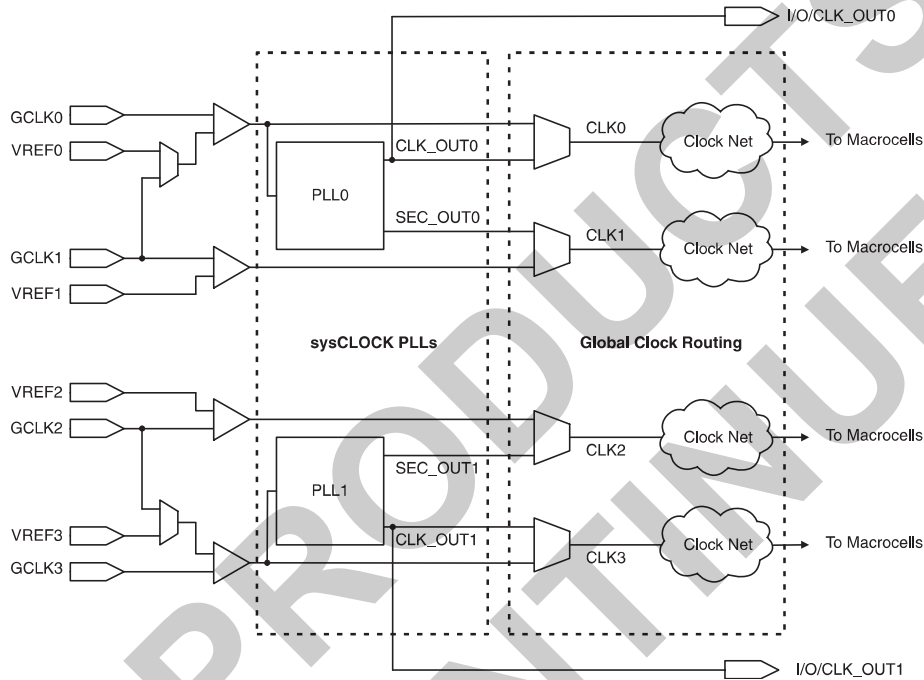 I/O/CLK_OUT0
GCLK0
VREF0
CLK0
Clock Net
To Macrocells
CLK_OUT0
PLL0
SEC_OUT0
GCLK1
VREF1
CLK1
Clock Net
To Macrocells
sysCLOCK PLLs
Global Clock Routing
VREF2
GCLK2
CLK2
Clock Net
To Macrocells
SEC_OUT1
PLL1
VREF3
GCLK3
CLK_OUT1
CLK3
Clock Net
To Macrocells
I/O/CLK_OUT1
PRODUCTS